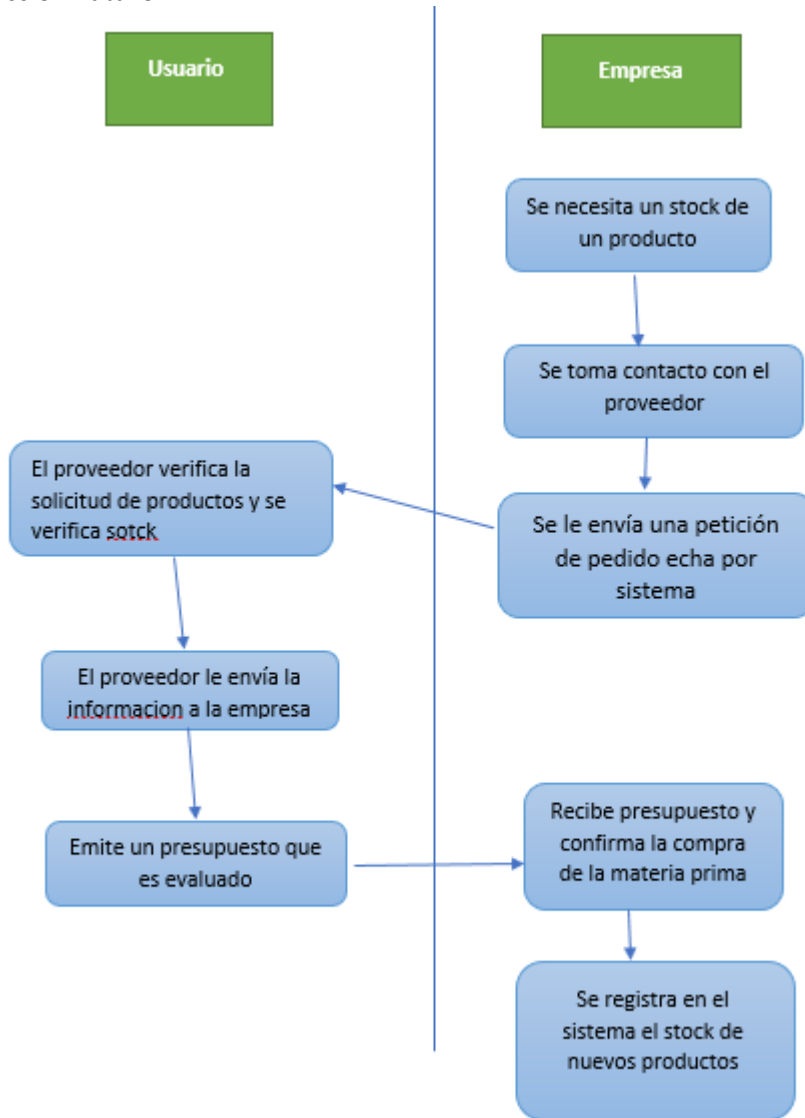 Usuario
Empresa
Se necesita un stock de
un producto
Se toma contacto con el
proveedor
Se le envía una petición
de pedido echa por
sistema
El proveedor verifica la
solicitud de productos y se
verifica sotck
El proveedor le envía la
informacion a la empresa
Emite un presupuesto que
es evaluado
Recibe presupuesto y
confirma la compra
de la materia prima
Se registra en el
sistema el stock de
nuevos productos